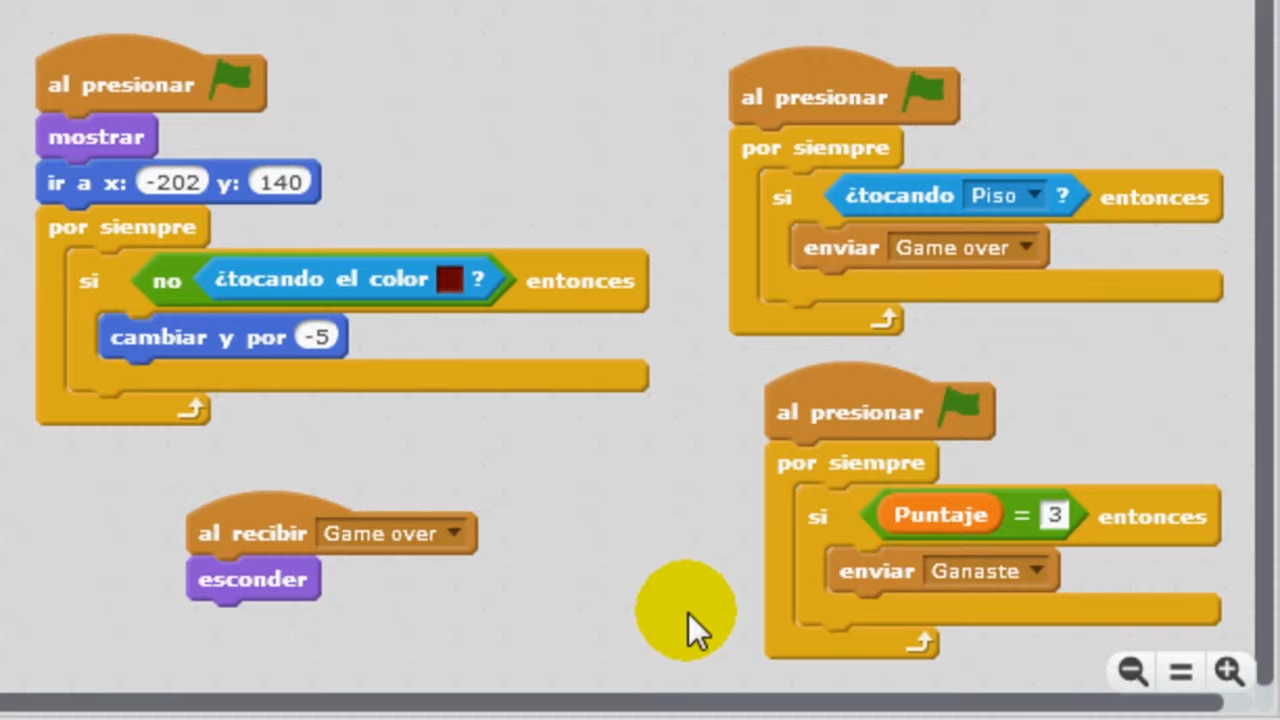 al presionar
mostrar
ir a x: -202 y: 140
por siempre
si no ¿tocando el color ? entonces
cambiar y por -5
al recibir Game over
esconder
al presionar
por siempre
si ¿tocando Piso ? entonces
enviar Game over
al presionar
por siempre
si Puntaje = 3 entonces
enviar Ganaste